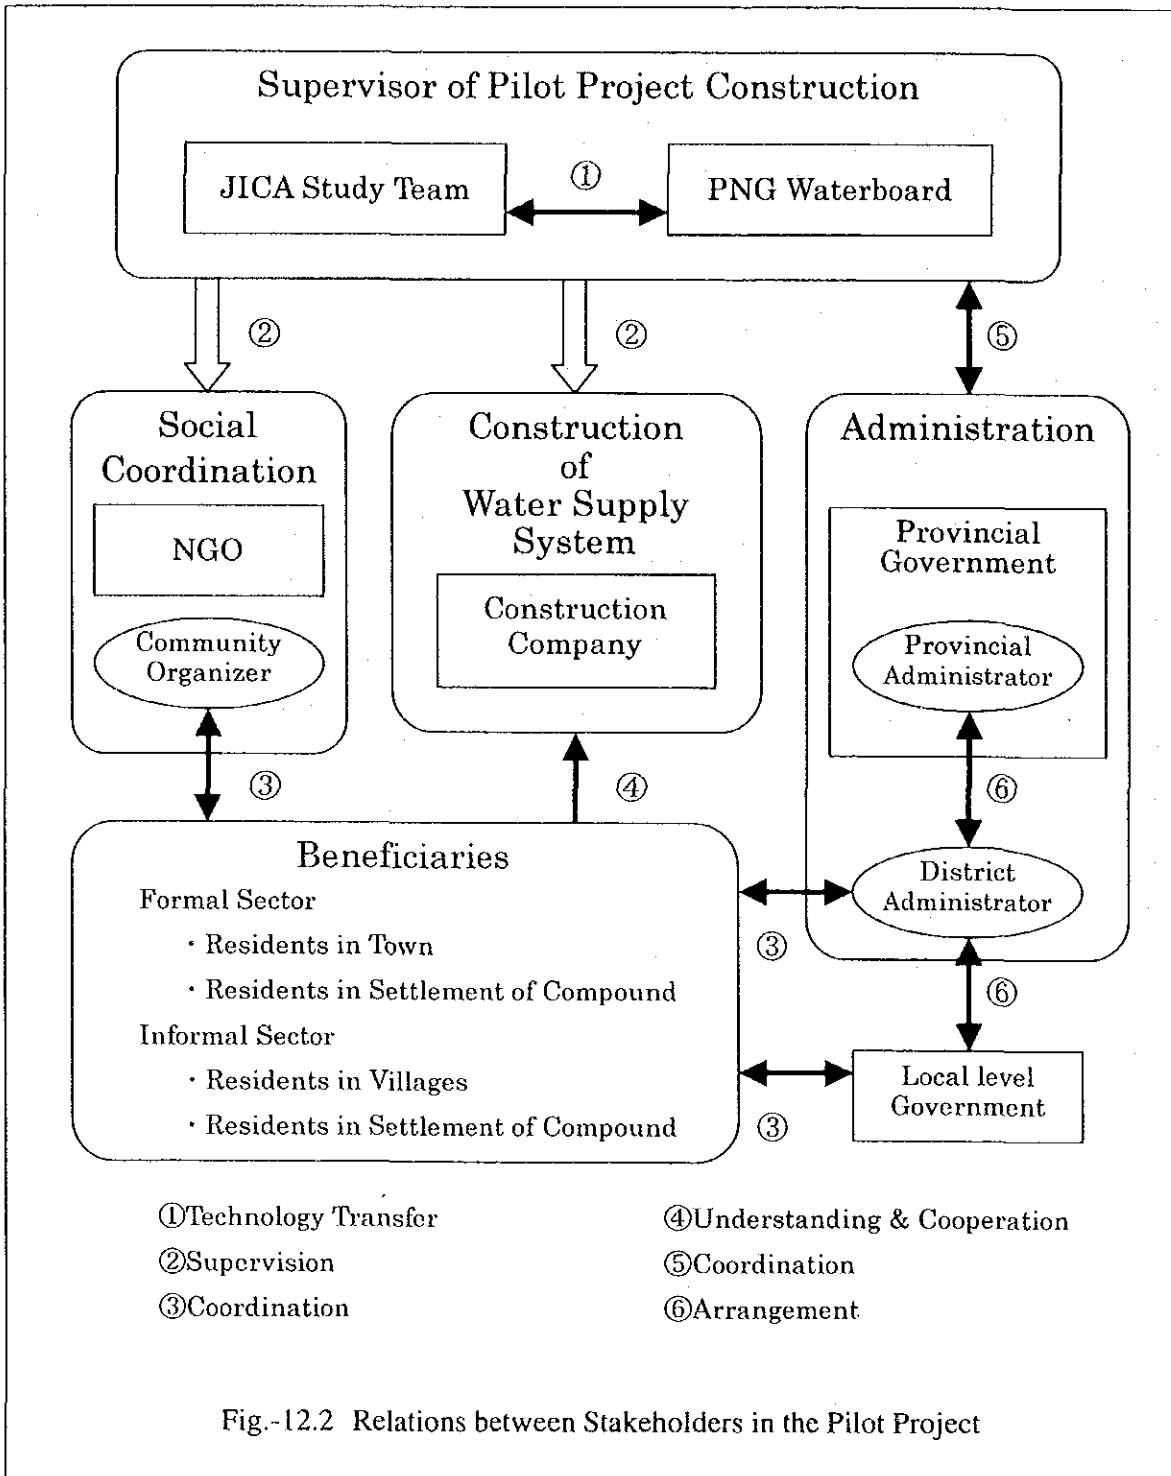 Supervisor of Pilot Project Construction
JICA Study Team
①
PNG Waterboard
②
②
⑤
Social
Coordination
NGO
Community
Organizer
Construction
of
Water Supply
System
Construction
Company
Administration
Provincial
Government
Provincial
Administrator
⑥
District
Administrator
③
④
Beneficiaries
Formal Sector
・Residents in Town
・Residents in Settlement of Compound
Informal Sector
・Residents in Villages
・Residents in Settlement of Compound
③
⑥
③
Local level
Government
①Technology Transfer
②Supervision
③Coordination
④Understanding & Cooperation
⑤Coordination
⑥Arrangement
Fig.-12.2 Relations between Stakeholders in the Pilot Project